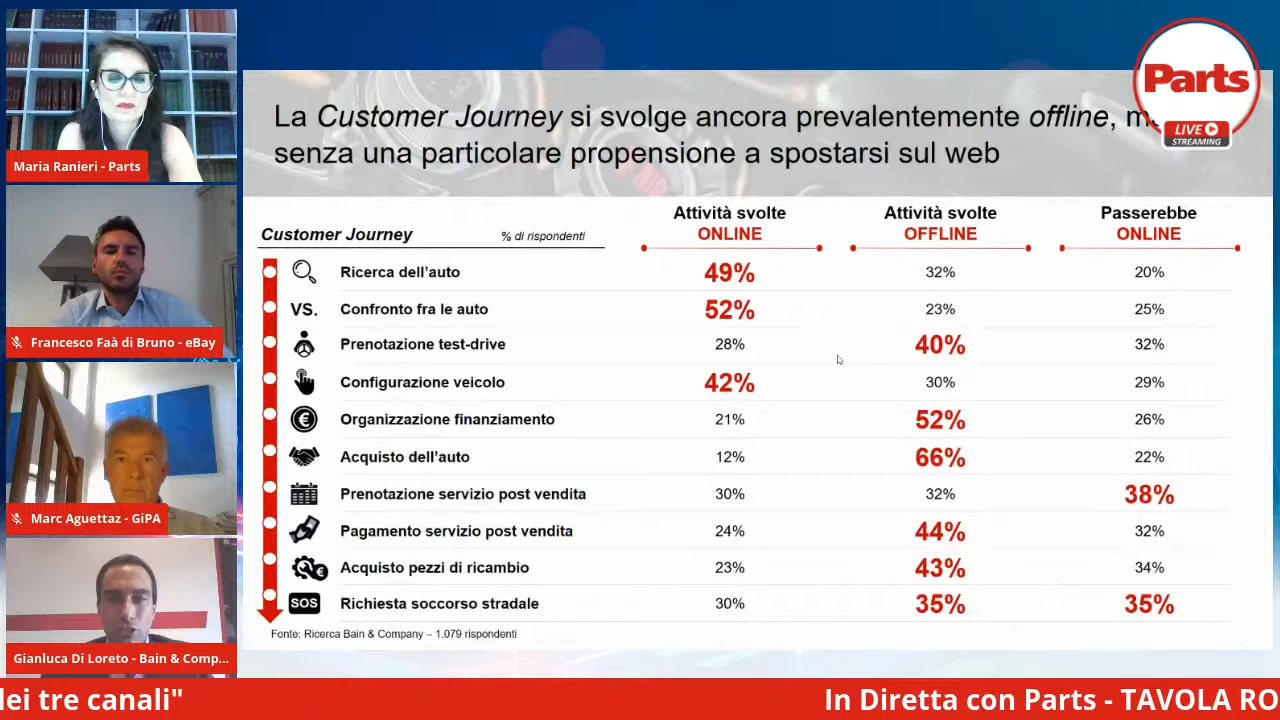 Maria Ranieri - Parts
Francesco Faà di Bruno - eBay
Marc Aguettaz - GiPA
Gianluca Di Loreto - Bain & Comp...
Parts
LIVE
STREAMING
La Customer Journey si svolge ancora prevalentemente offline,
senza una particolare propensione a spostarsi sul web
Customer Journey % di rispondenti Attività svolte ONLINE Attività svolte OFFLINE Passerebbe ONLINE
Ricerca dell'auto 49% 32% 20%
VS. Confronto fra le auto 52% 23% 25%
Prenotazione test-drive 28% 40% 32%
Configurazione veicolo 42% 30% 29%
Organizzazione finanziamento 21% 52% 26%
Acquisto dell'auto 12% 66% 22%
Prenotazione servizio post vendita 30% 32% 38%
Pagamento servizio post vendita 24% 44% 32%
Acquisto pezzi di ricambio 23% 43% 34%
SOS Richiesta soccorso stradale 30% 35% 35%
Fonte: Ricerca Bain & Company – 1.079 rispondenti
lei tre canali" In Diretta con Parts - TAVOLA RO